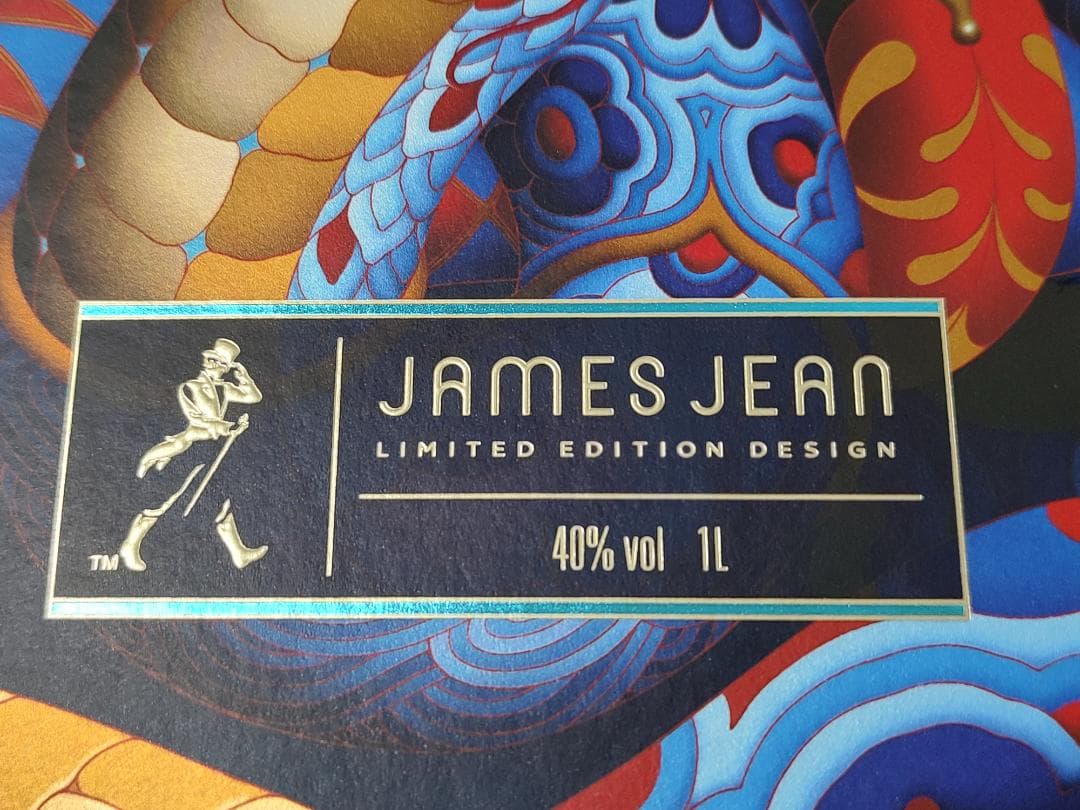 JAMES JEAN
LIMITED EDITION DESIGN
40% vol 1L
TM